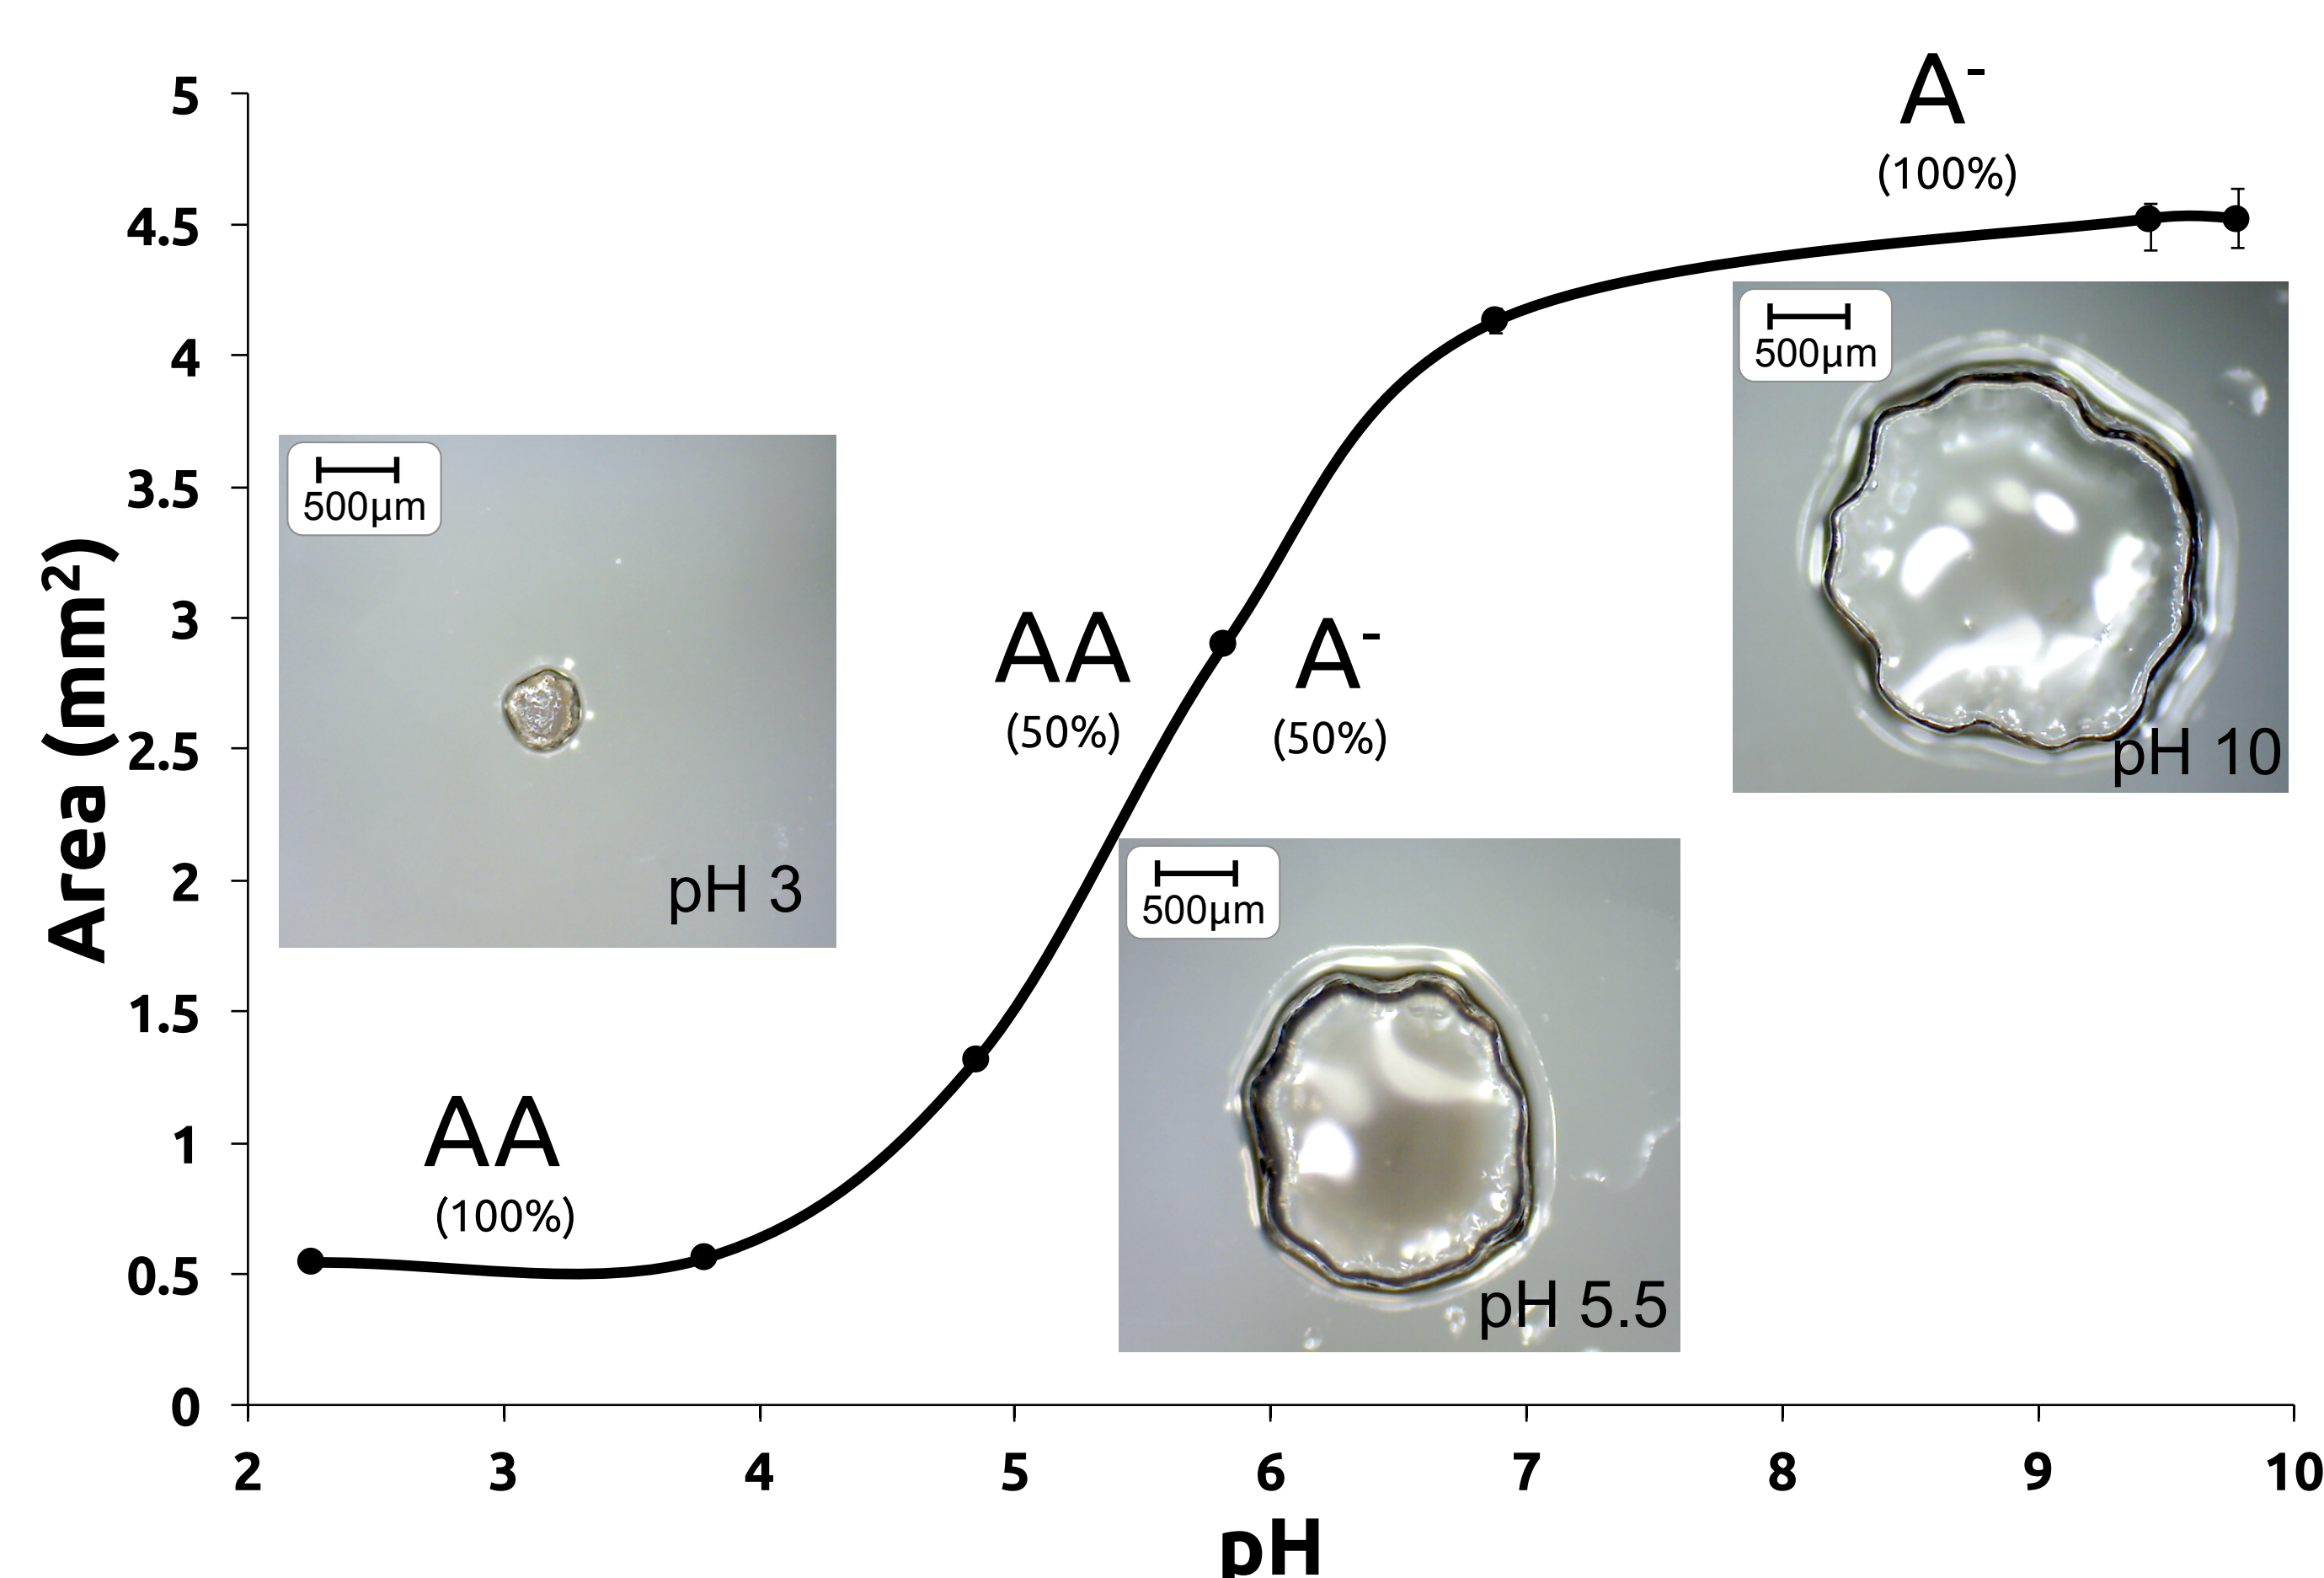 A⁻
(100%)
5
4.5
4
3.5
3
2.5
2
1.5
1
0.5
0
Area (mm²)
500µm
pH 3
500µm
pH 10
AA
(50%)
A⁻
(50%)
500µm
pH 5.5
AA
(100%)
2 3 4 5 6 7 8 9 10
pH